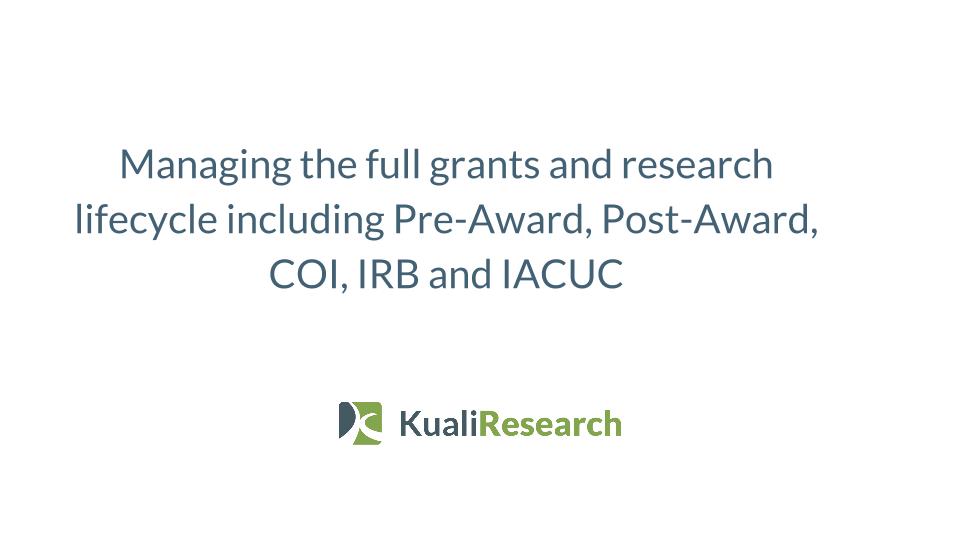 Managing the full grants and research
lifecycle including Pre-Award, Post-Award,
COI, IRB and IACUC
KualiResearch